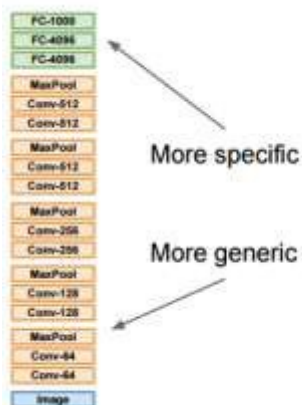 FC-1000
FC-4096
FC-4096
MaxPool
Conv-512
Conv-512
MaxPool
Conv-512
Conv-512
MaxPool
Conv-256
Conv-256
MaxPool
Conv-128
Conv-128
MaxPool
Conv-64
Conv-64
Image
More specific
More generic